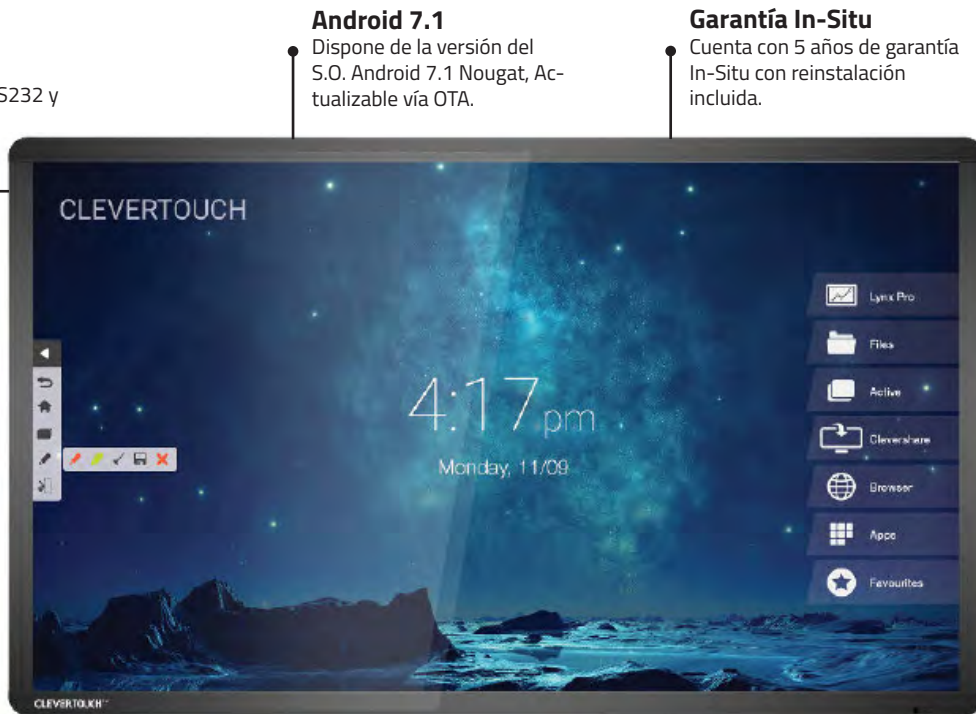 Android 7.1
Dispone de la versión del
S.O. Android 7.1 Nougat, Ac-
tualizable vía OTA.
Garantía In-Situ
Cuenta con 5 años de garantía
In-Situ con reinstalación
incluida.
S232 y
CLEVERTOUCH
Lynx Pro
Files
Active
Clevershare
Browser
Apps
Favourites
4:17pm
Monday, 11/09
CLEVERTOUCH